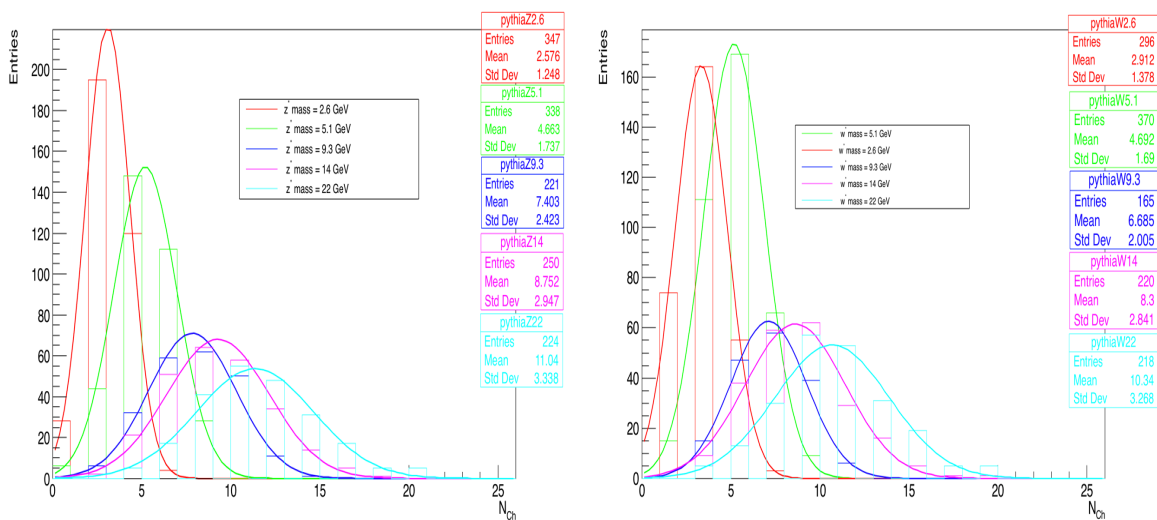 Entries
200
180
160
140
120
100
80
60
40
20
0
0 5 10 15 20 25
N_Ch
z* mass = 2.6 GeV
z* mass = 5.1 GeV
z* mass = 9.3 GeV
z* mass = 14 GeV
z* mass = 22 GeV
pythiaZ2.6
Entries 347
Mean 2.576
Std Dev 1.248
pythiaZ5.1
Entries 338
Mean 4.663
Std Dev 1.737
pythiaZ9.3
Entries 221
Mean 7.403
Std Dev 2.423
pythiaZ14
Entries 250
Mean 8.752
Std Dev 2.947
pythiaZ22
Entries 224
Mean 11.04
Std Dev 3.338
Entries
160
140
120
100
80
60
40
20
0
0 5 10 15 20 25
N_Ch
w* mass = 5.1 GeV
w* mass = 2.6 GeV
w* mass = 9.3 GeV
w* mass = 14 GeV
w* mass = 22 GeV
pythiaW2.6
Entries 296
Mean 2.912
Std Dev 1.378
pythiaW5.1
Entries 370
Mean 4.692
Std Dev 1.69
pythiaW9.3
Entries 165
Mean 6.685
Std Dev 2.005
pythiaW14
Entries 220
Mean 8.3
Std Dev 2.841
pythiaW22
Entries 218
Mean 10.34
Std Dev 3.268